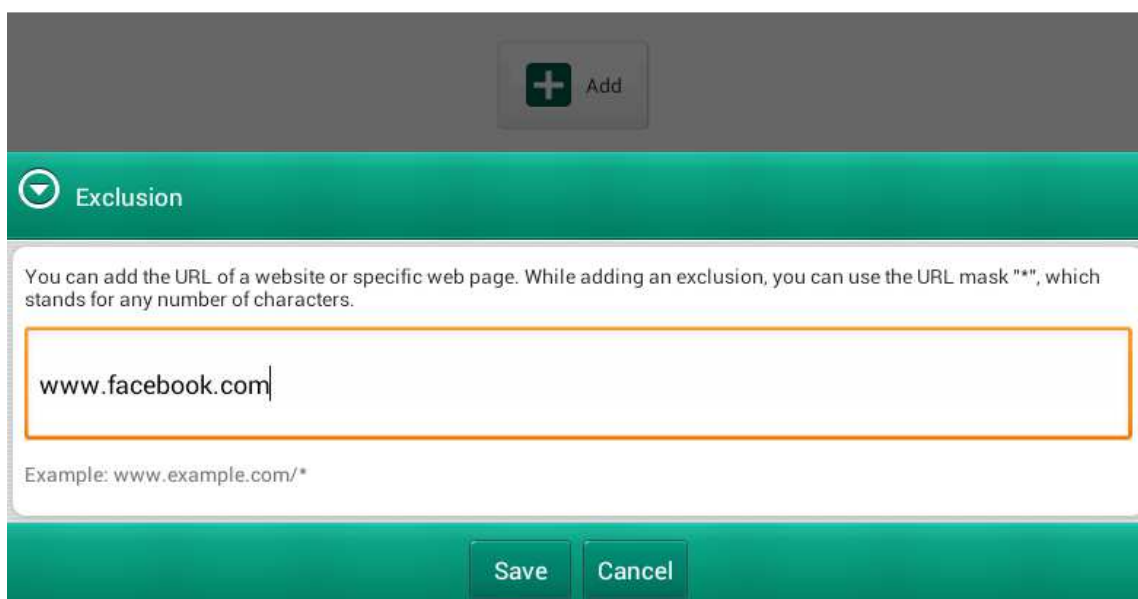 Add
Exclusion
You can add the URL of a website or specific web page. While adding an exclusion, you can use the URL mask "*", which
stands for any number of characters.
www.facebook.com
Example: www.example.com/*
Save Cancel